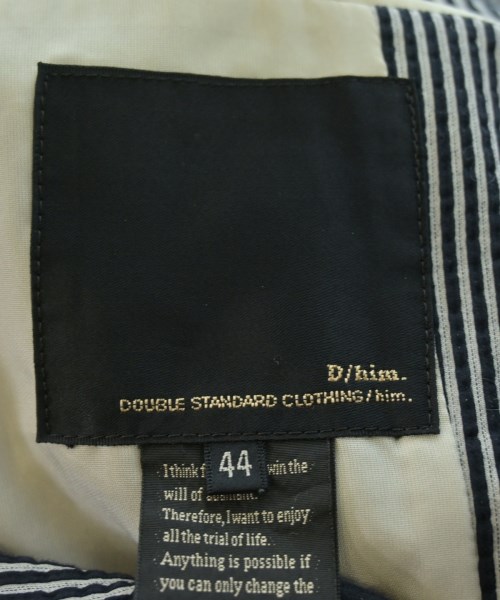 D/him.
DOUBLE STANDARD CLOTHING/him.
44
I think win the
will of
Therefore, I want to enjoy
all the trial of life.
Anything is possible if
you can only change the